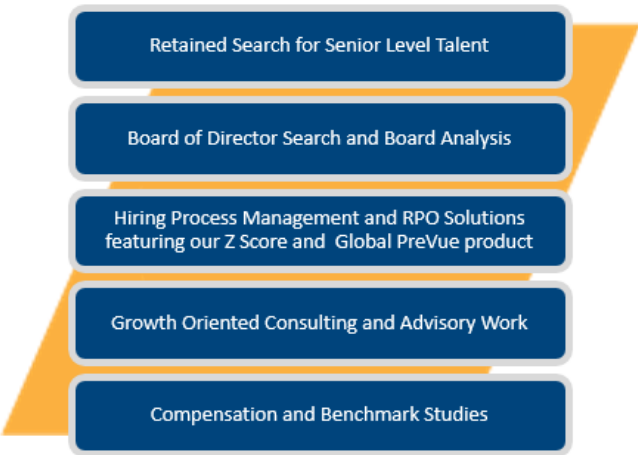 Retained Search for Senior Level Talent
Board of Director Search and Board Analysis
Hiring Process Management and RPO Solutions
featuring our Z Score and Global PreVue product
Growth Oriented Consulting and Advisory Work
Compensation and Benchmark Studies